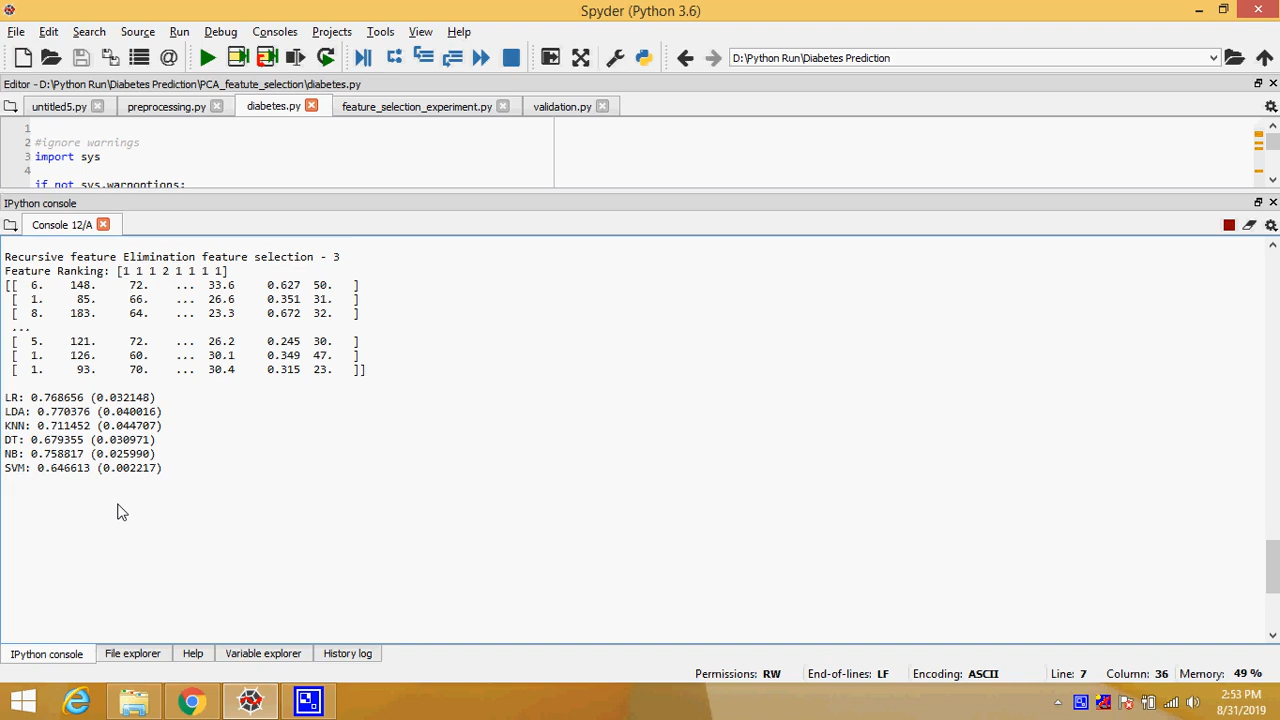 Spyder (Python 3.6)
File Edit Search Source Run Debug Consoles Projects Tools View Help
D:\Python Run\Diabetes Prediction
Editor - D:\Python Run\Diabetes Prediction\PCA_featute_selection\diabetes.py
untitled5.py preprocessing.py diabetes.py feature_selection_experiment.py validation.py
1
2 #ignore warnings
3 import sys
4
if not sys.warnoptions:
IPython console
Console 12/A
Recursive feature Elimination feature selection - 3
Feature Ranking: [1 1 1 2 1 1 1 1]
[[ 6. 148. 72. ... 33.6 0.627 50. ]
[ 1. 85. 66. ... 26.6 0.351 31. ]
[ 8. 183. 64. ... 23.3 0.672 32. ]
...
[ 5. 121. 72. ... 26.2 0.245 30. ]
[ 1. 126. 60. ... 30.1 0.349 47. ]
[ 1. 93. 70. ... 30.4 0.315 23. ]]
LR: 0.768656 (0.032148)
LDA: 0.770376 (0.040016)
KNN: 0.711452 (0.044707)
DT: 0.679355 (0.030971)
NB: 0.758817 (0.025990)
SVM: 0.646613 (0.002217)
IPython console File explorer Help Variable explorer History log
Permissions: RW End-of-lines: LF Encoding: ASCII Line: 7 Column: 36 Memory: 49 %
2:53 PM
8/31/2019